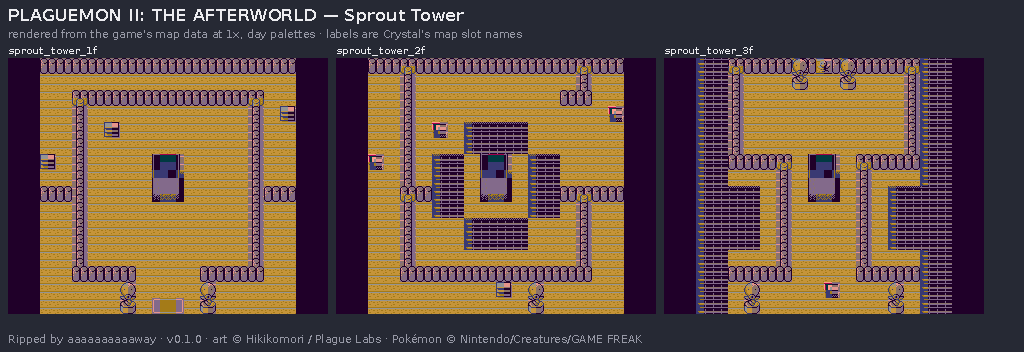 PLAGUEMON II: THE AFTERWORLD — Sprout Tower
rendered from the game's map data at 1x, day palettes · labels are Crystal's map slot names
sprout_tower_1f
sprout_tower_2f
sprout_tower_3f
Ripped by aaaaaaaaaaway · v0.1.0 · art © Hikikomori / Plague Labs · Pokémon © Nintendo/Creatures/GAME FREAK